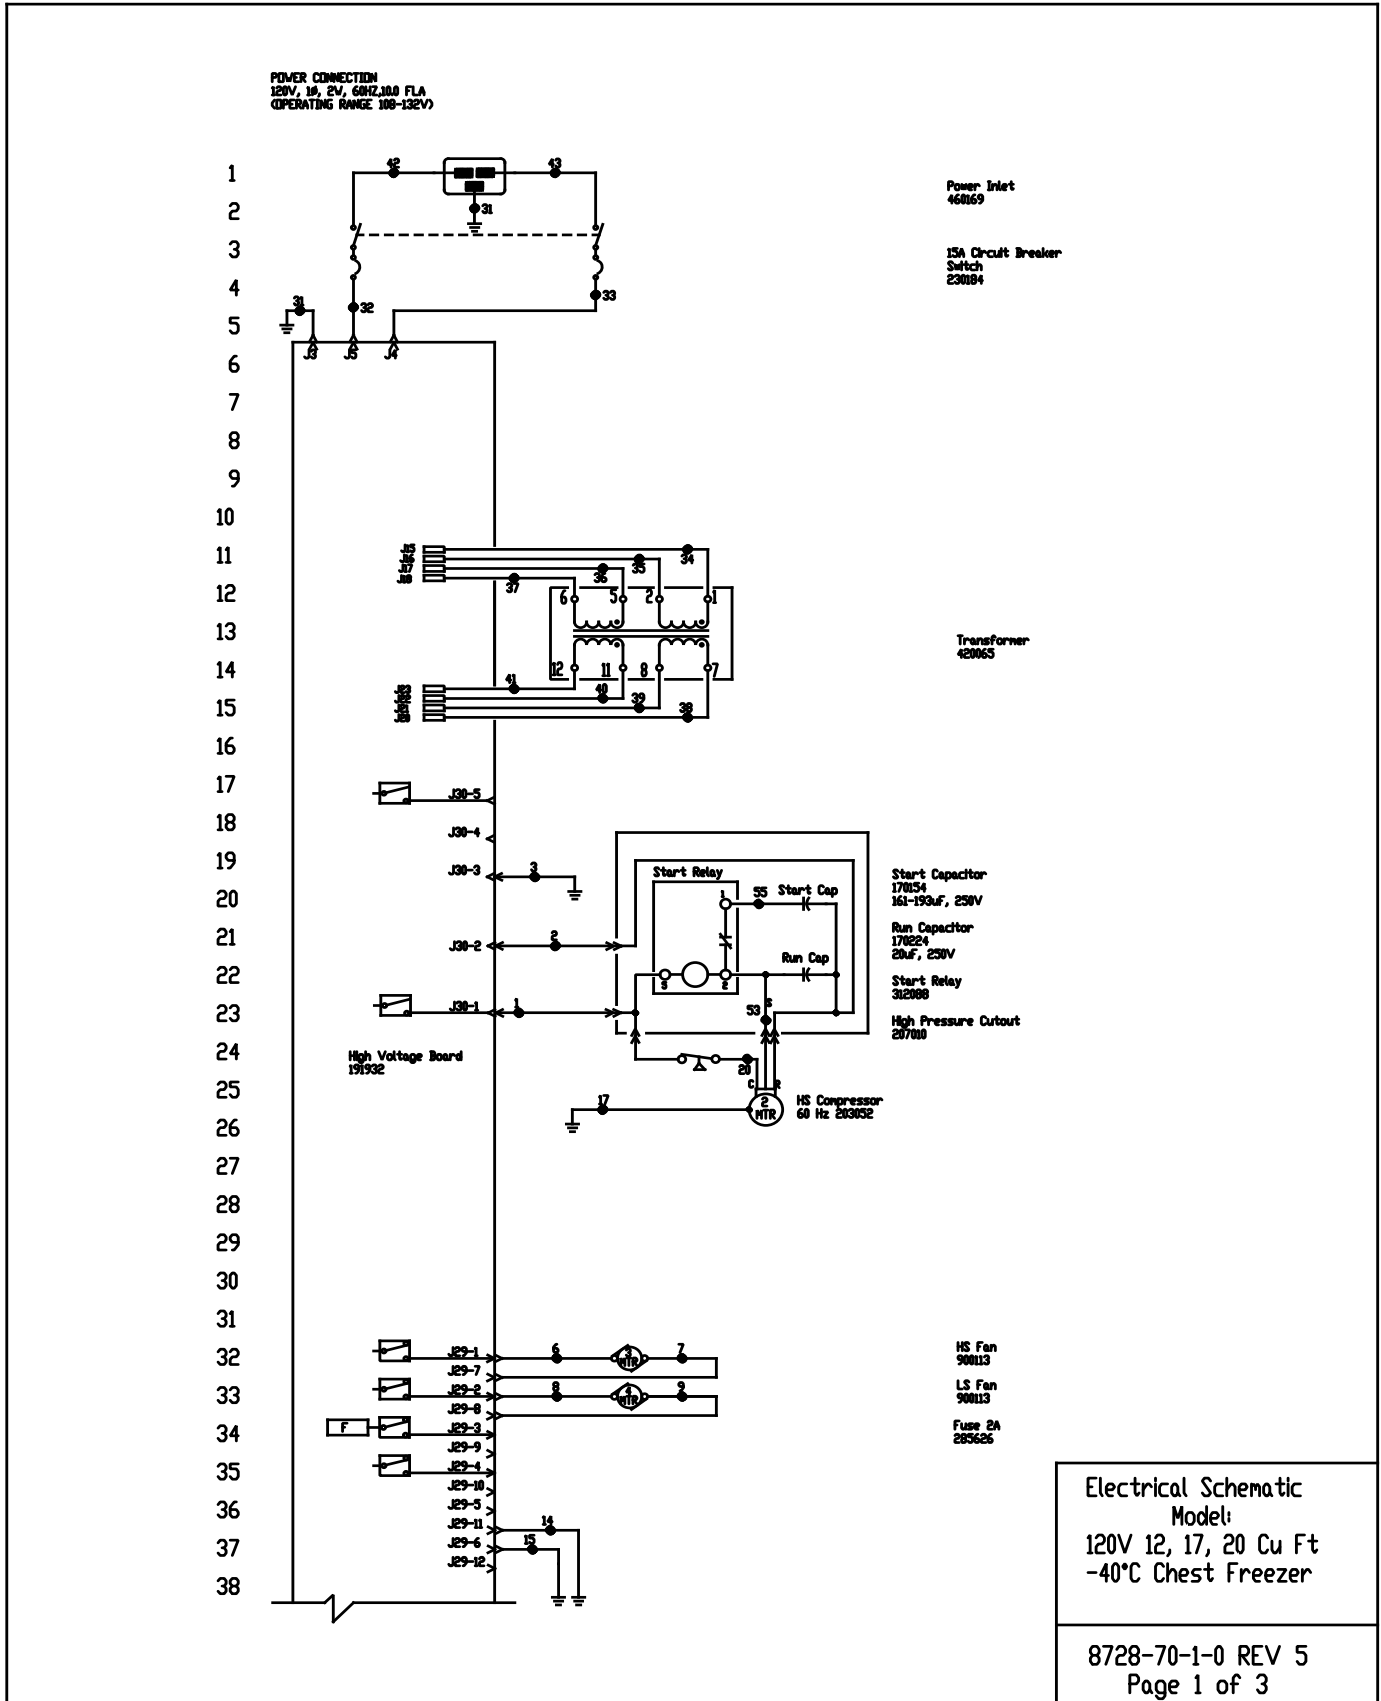 POWER CONNECTION
120V, 1Ø, 2W, 60HZ,10.0 FLA
(OPERATING RANGE 108-132V)
1
42
43
Power Inlet
460169
2
31
3
15A Circuit Breaker
Switch
230184
4
31
32
33
5
J3
J5
J4
6
7
8
9
10
11
J15
J16
J17
J18
34
35
36
37
12
6
5
2
1
13
Transformer
420065
14
12
11
8
7
41
40
39
38
15
16
17
J30-5
18
J30-4
19
J30-3
3
Start Relay
Start Capacitor
170154
161-193uF, 250V
20
1
55
Start Cap
21
J30-2
2
Run Capacitor
170224
20uF, 250V
22
Run Cap
2
Start Relay
312088
23
J30-1
1
53
S
High Pressure Cutout
207010
24
High Voltage Board
191932
20
25
C
R
17
2
MTR
HS Compressor
60 Hz 203052
26
27
28
29
30
31
32
J29-1
6
3
MTR
7
HS Fan
900113
J29-7
33
J29-2
8
4
MTR
9
LS Fan
900113
J29-8
34
F
J29-3
Fuse 2A
285626
J29-9
35
J29-4
J29-10
36
J29-5
J29-11
14
37
J29-6
15
J29-12
38
Electrical Schematic
Model:
120V 12, 17, 20 Cu Ft
-40°C Chest Freezer
8728-70-1-0 REV 5
Page 1 of 3